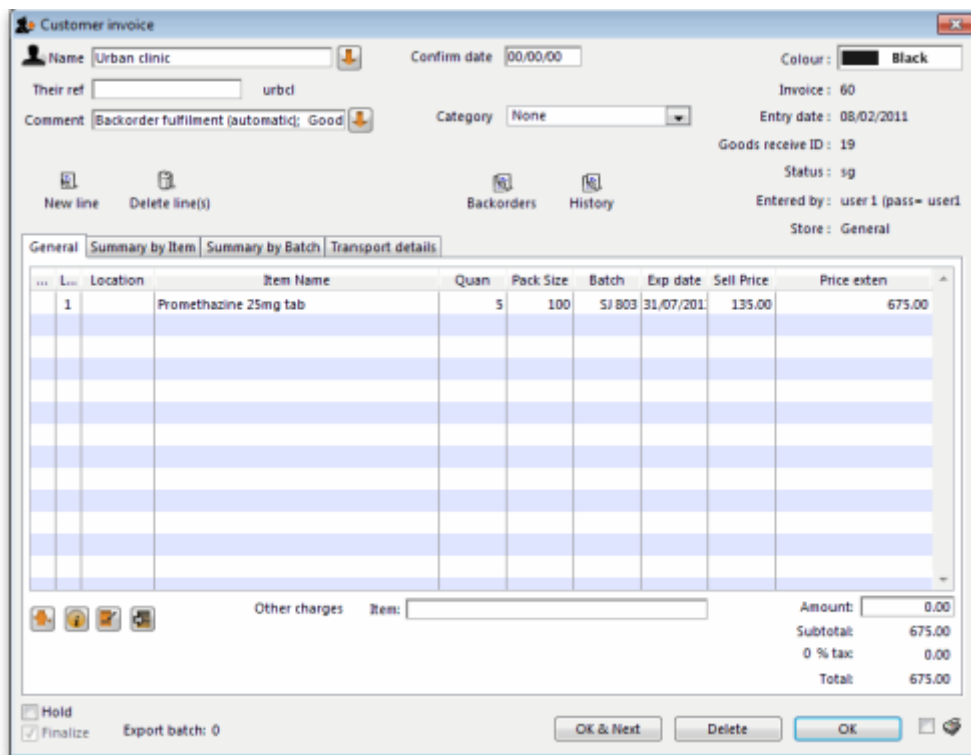 Customer invoice
Name Urban clinic Confirm date 00/00/00 Colour: Black
Their ref urbcl Invoice: 60
Comment Backorder fulfilment (automatic); Good Category None Entry date: 08/02/2011
Goods receive ID: 19
Status: sg
New line Delete line(s) Backorders History Entered by: user 1 (pass= user1
Store: General
General Summary by Item Summary by Batch Transport details
... L... Location Item Name Quan Pack Size Batch Exp date Sell Price Price exten
1 Promethazine 25mg tab 5 100 SJ B03 31/07/201 135.00 675.00
Other charges Item: Amount: 0.00
Subtotal: 675.00
0 % tax: 0.00
Total: 675.00
Hold
Finalize Export batch: 0 OK & Next Delete OK